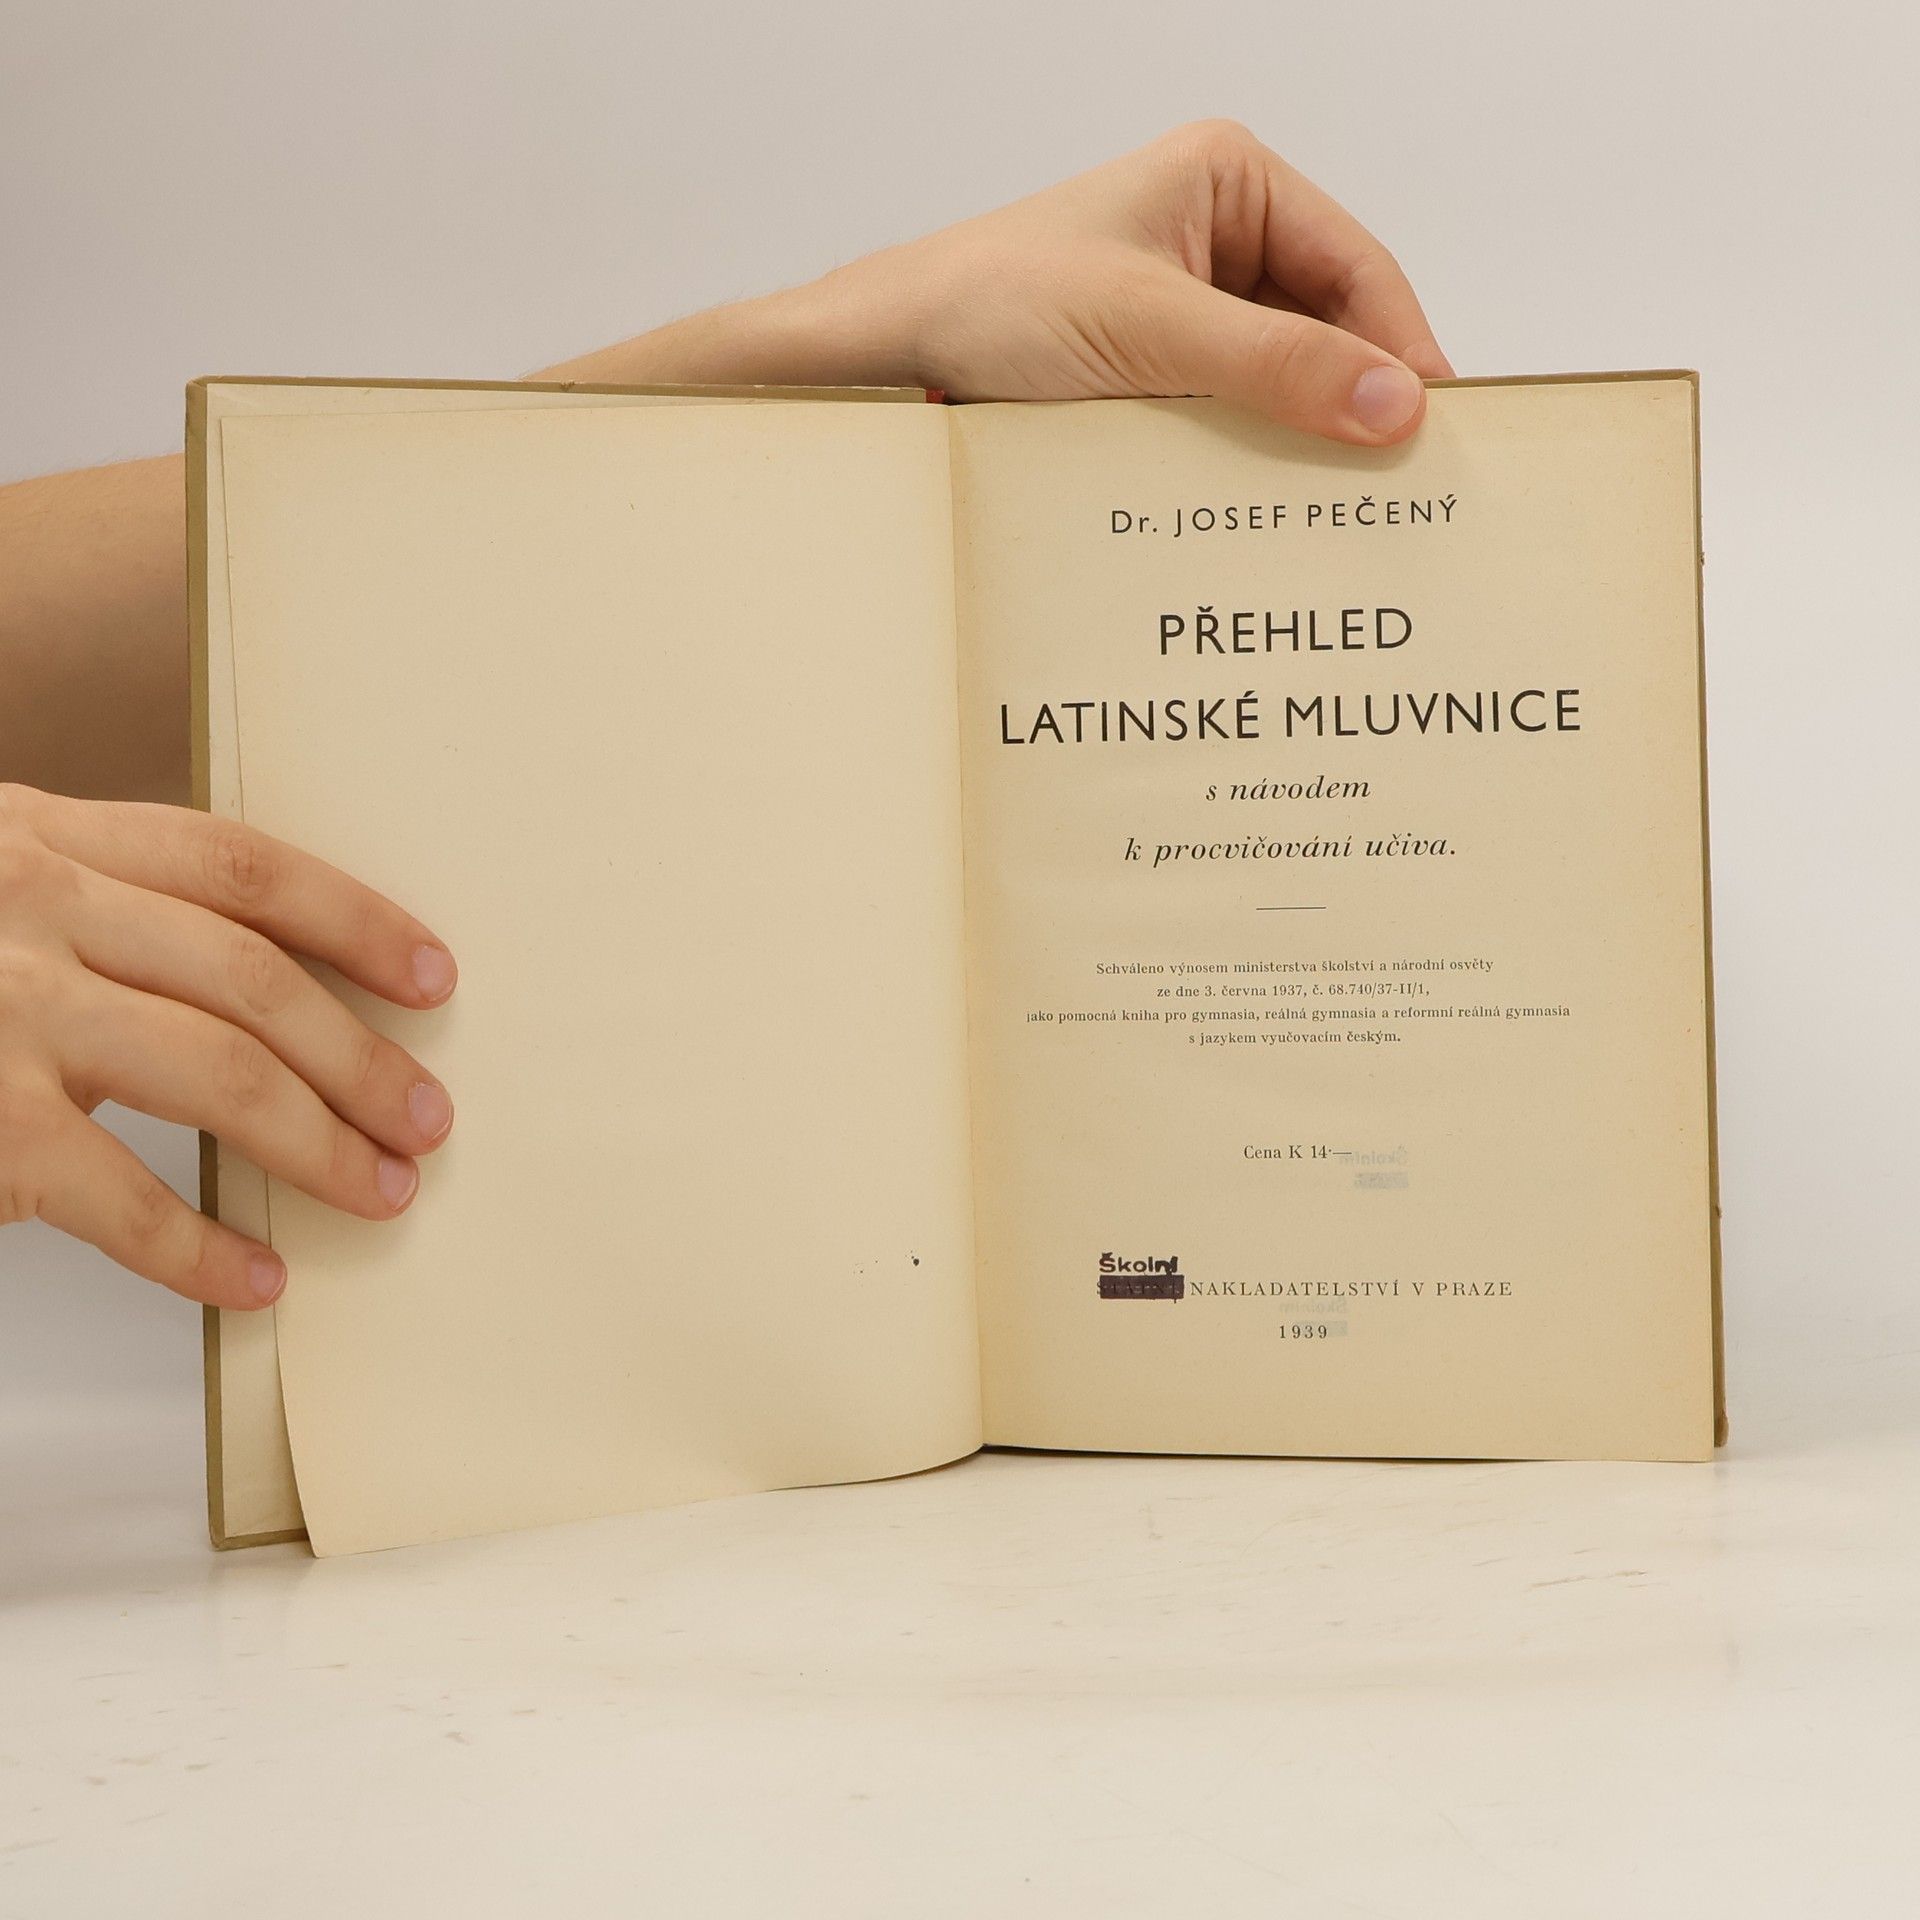 Dr. JOSEF PEČENÝ
PŘEHLED
LATINSKÉ MLUVNICE
s návodem
k procvičování učiva.
Schváleno výnosem ministerstva školství a národní osvěty
ze dne 3. června 1937, č. 68.740/37-II/1,
jako pomocná kniha pro gymnasia, reálná gymnasia a reformní reálná gymnasia
s jazykem vyučovacím českým.
Cena K 14·—
Školním
Školní
NAKLADATELSTVÍ V PRAZE
Školním
1939